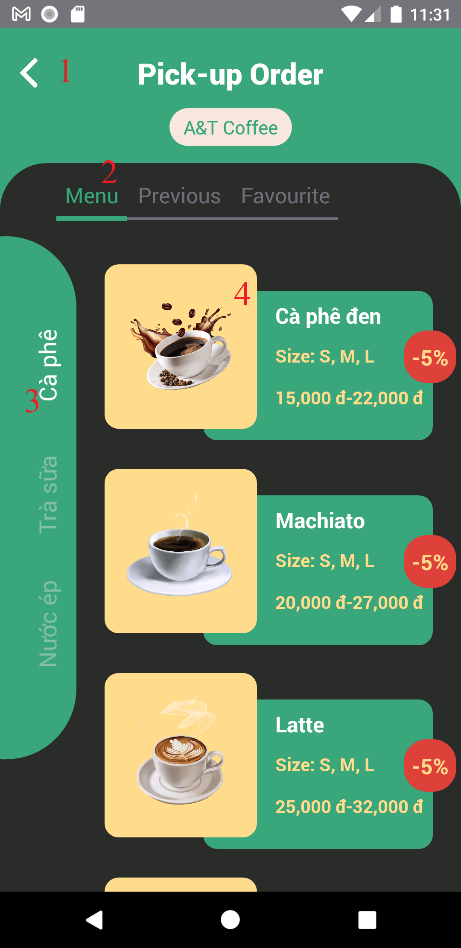 11:31
1
Pick-up Order
A&T Coffee
2
Menu Previous Favourite
3
Cà phê
Trà sữa
Nước ép
4
Cà phê đen
Size: S, M, L
-5%
15,000 đ-22,000 đ
Machiato
Size: S, M, L
-5%
20,000 đ-27,000 đ
Latte
Size: S, M, L
-5%
25,000 đ-32,000 đ